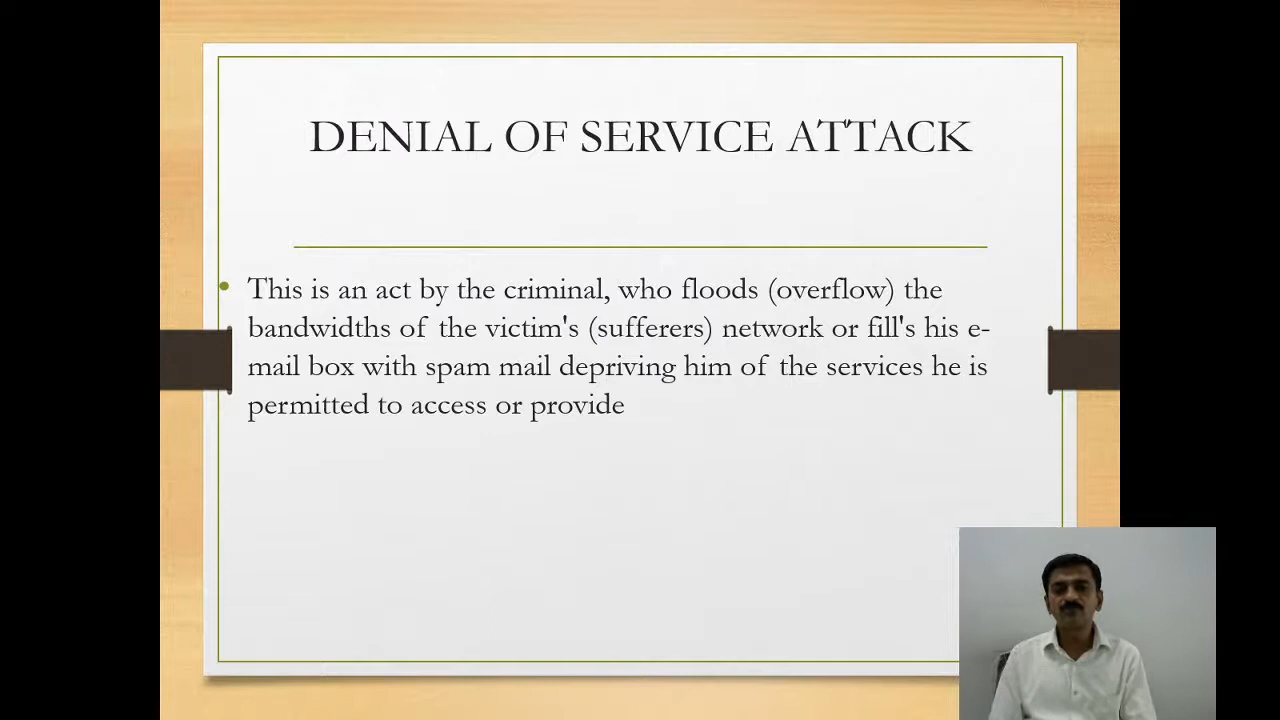 DENIAL OF SERVICE ATTACK
• This is an act by the criminal, who floods (overflow) the
bandwidths of the victim's (sufferers) network or fill's his e-
mail box with spam mail depriving him of the services he is
permitted to access or provide